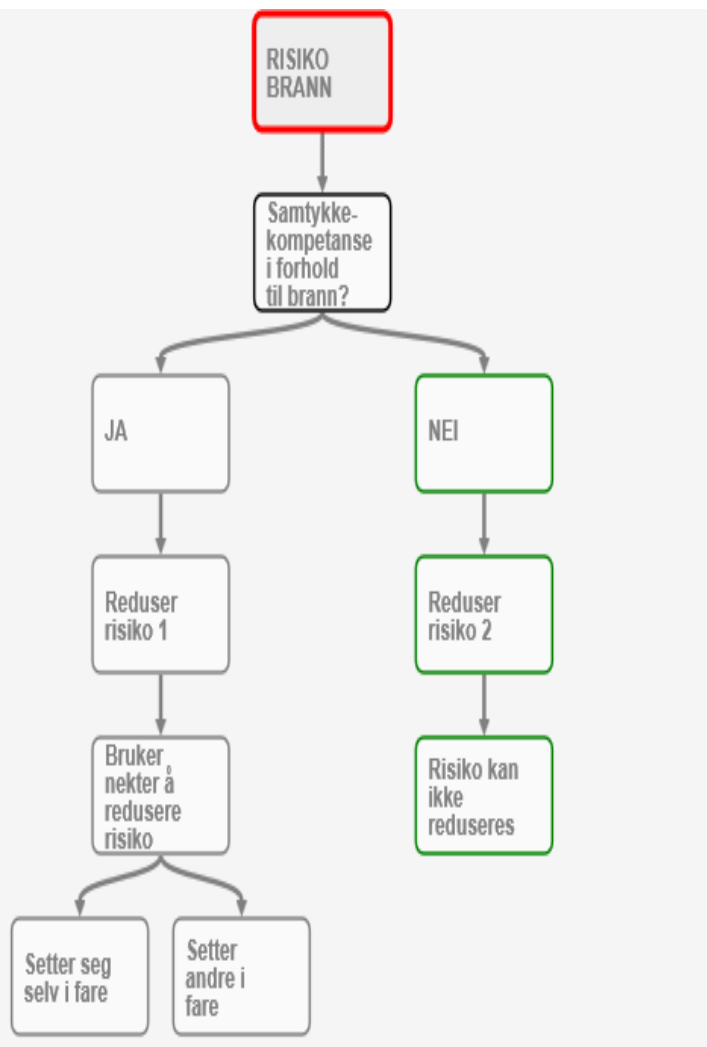 RISIKO
BRANN
Samtykke-
kompetanse
i forhold
til brann?
JA
NEI
Reduser
risiko 1
Reduser
risiko 2
Bruker
nekter å
redusere
risiko
Risiko kan
ikke
reduseres
Setter seg
selv i fare
Setter
andre i
fare